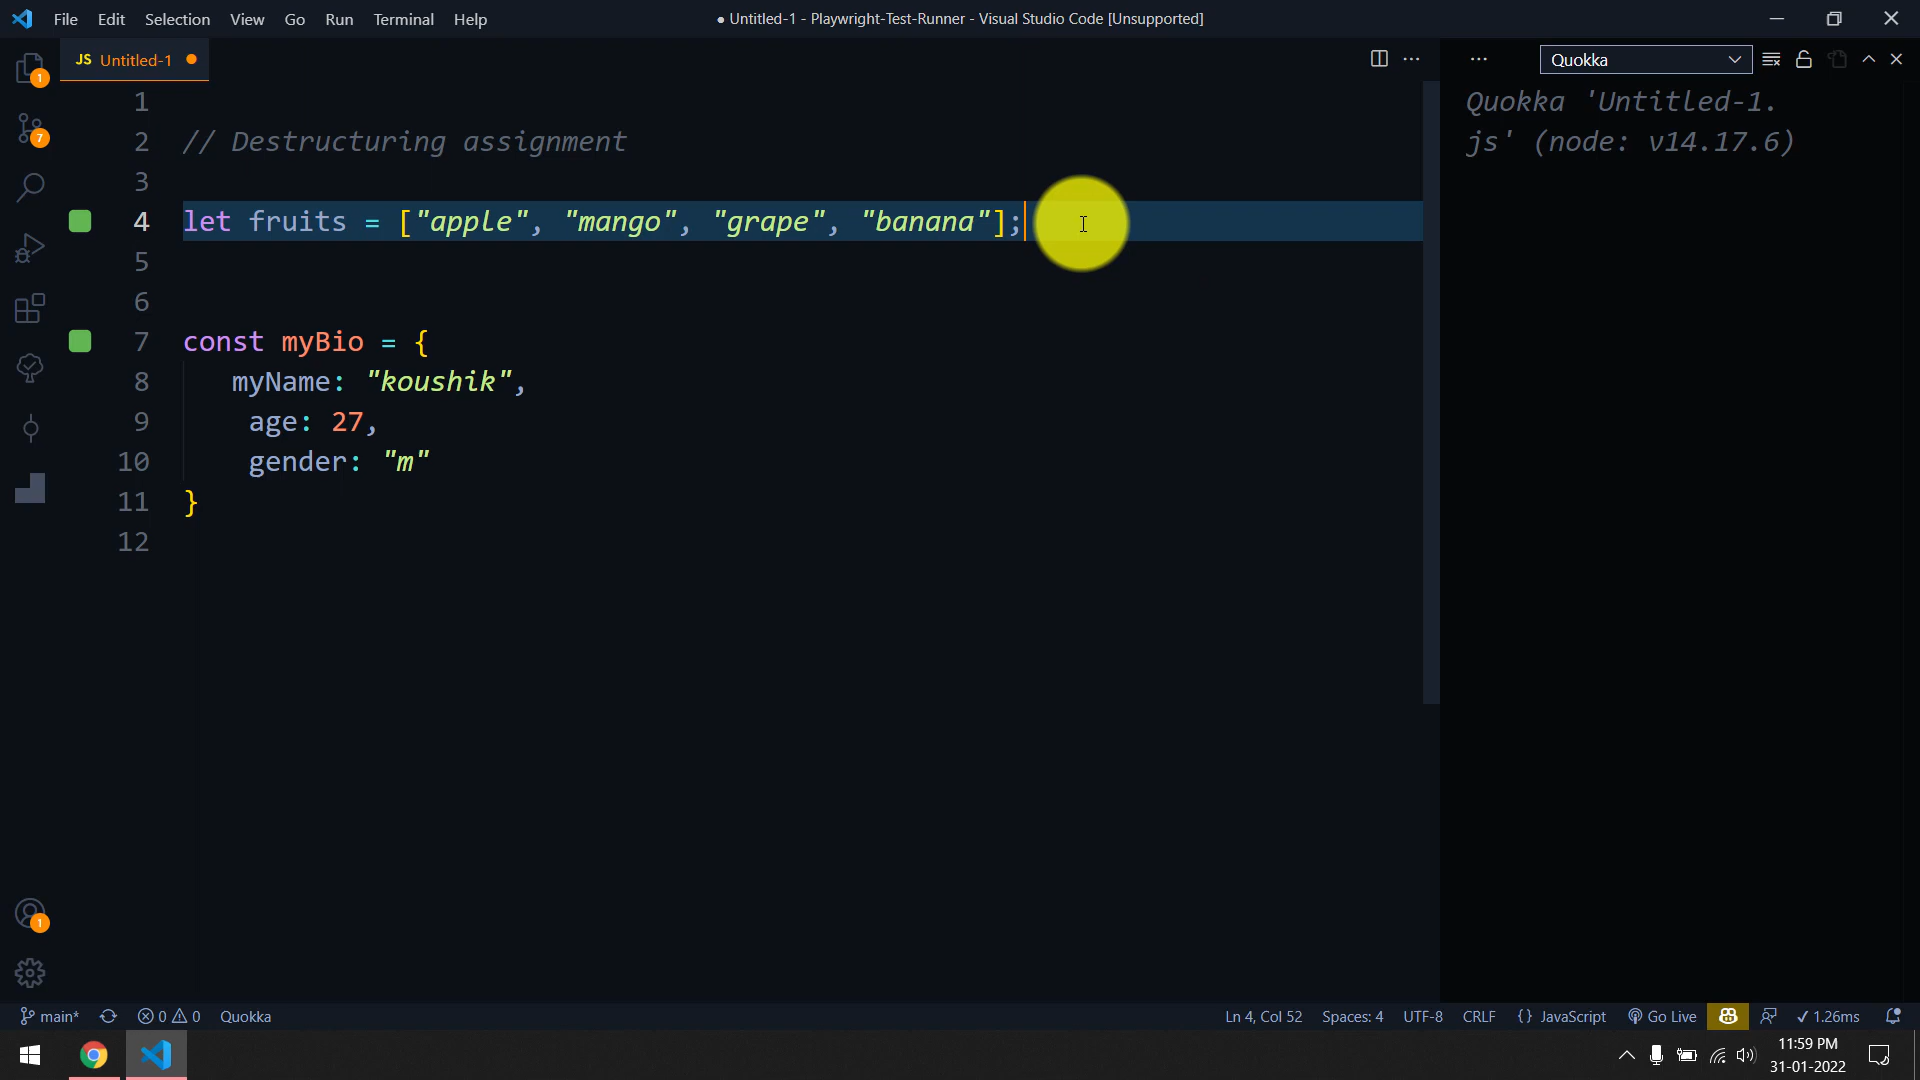 File Edit Selection View Go Run Terminal Help
● Untitled-1 - Playwright-Test-Runner - Visual Studio Code [Unsupported]
JS Untitled-1
Quokka
1
2 // Destructuring assignment
3
4 let fruits = ["apple", "mango", "grape", "banana"];
5
6
7 const myBio = {
8 myName: "koushik",
9 age: 27,
10 gender: "m"
11 }
12
Quokka 'Untitled-1.
js' (node: v14.17.6)
1
7
1
main* 0 0 Quokka
Ln 4, Col 52 Spaces: 4 UTF-8 CRLF {} JavaScript Go Live ✓ 1.26ms
11:59 PM
31-01-2022